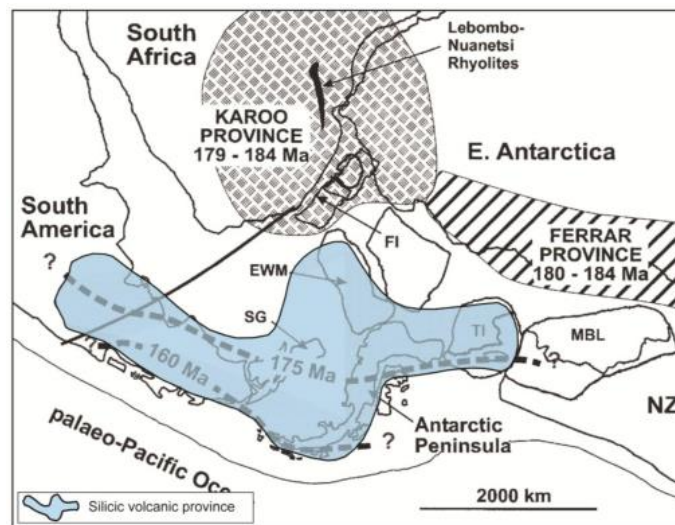 South
Africa
Lebombo-
Nuanetsi
Rhyolites
KAROO
PROVINCE
179 - 184 Ma
E. Antarctica
South
America
FI
FERRAR
PROVINCE
180 - 184 Ma
?
EWM
SG
TI
MBL
160 Ma
175 Ma
?
NZ
Antarctic
Peninsula
?
palaeo-Pacific Oce
2000 km
Silicic volcanic province